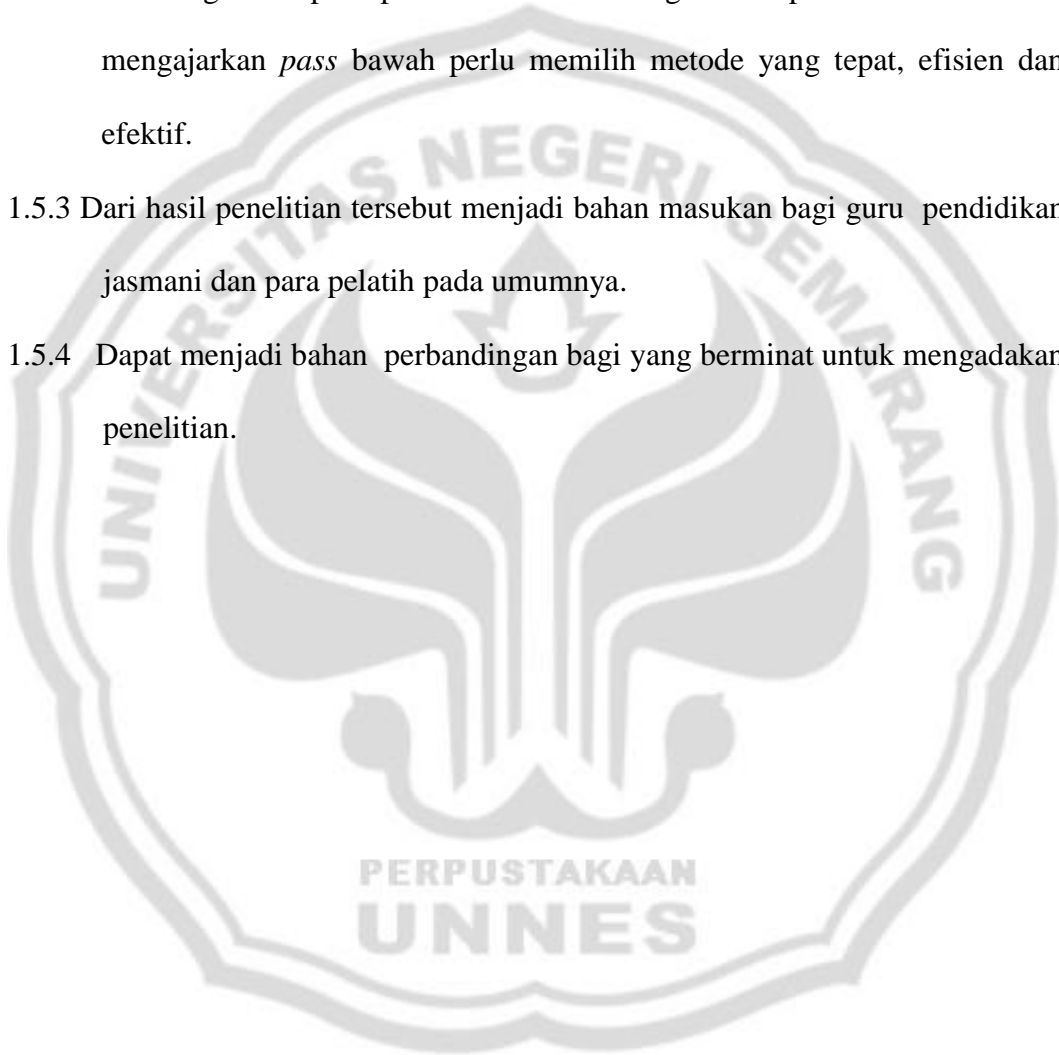 mengajarkan pass bawah perlu memilih metode yang tepat, efisien dan
efektif.
1.5.3 Dari hasil penelitian tersebut menjadi bahan masukan bagi guru pendidikan
jasmani dan para pelatih pada umumnya.
1.5.4 Dapat menjadi bahan perbandingan bagi yang berminat untuk mengadakan
penelitian.
UNIVERSITAS NEGERI SEMARANG
PERPUSTAKAAN
UNNES